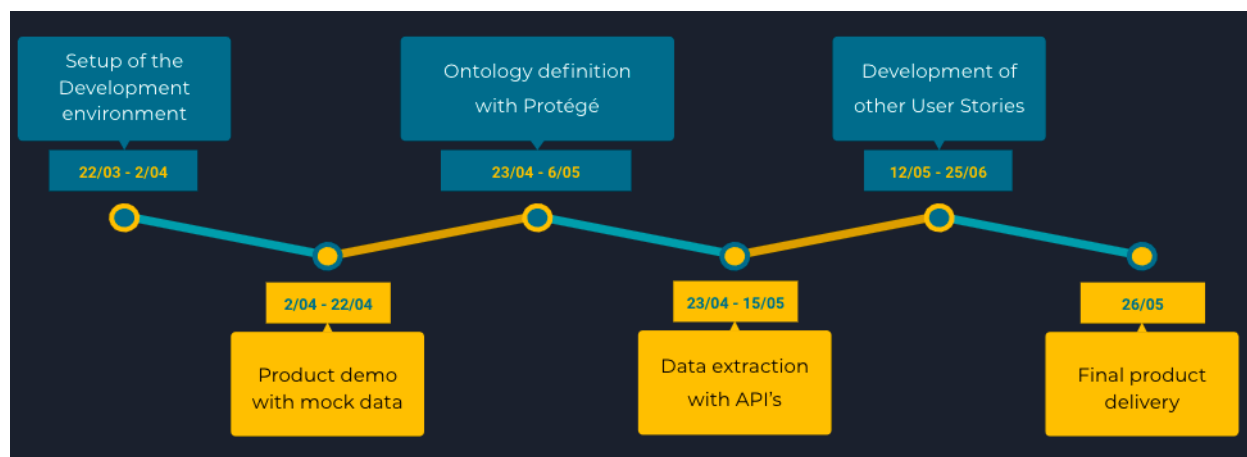 Setup of the
Development
environment
22/03 - 2/04
2/04 - 22/04
Product demo
with mock data
Ontology definition
with Protégé
23/04 - 6/05
23/04 - 15/05
Data extraction
with API’s
Development of
other User Stories
12/05 - 25/06
26/05
Final product
delivery